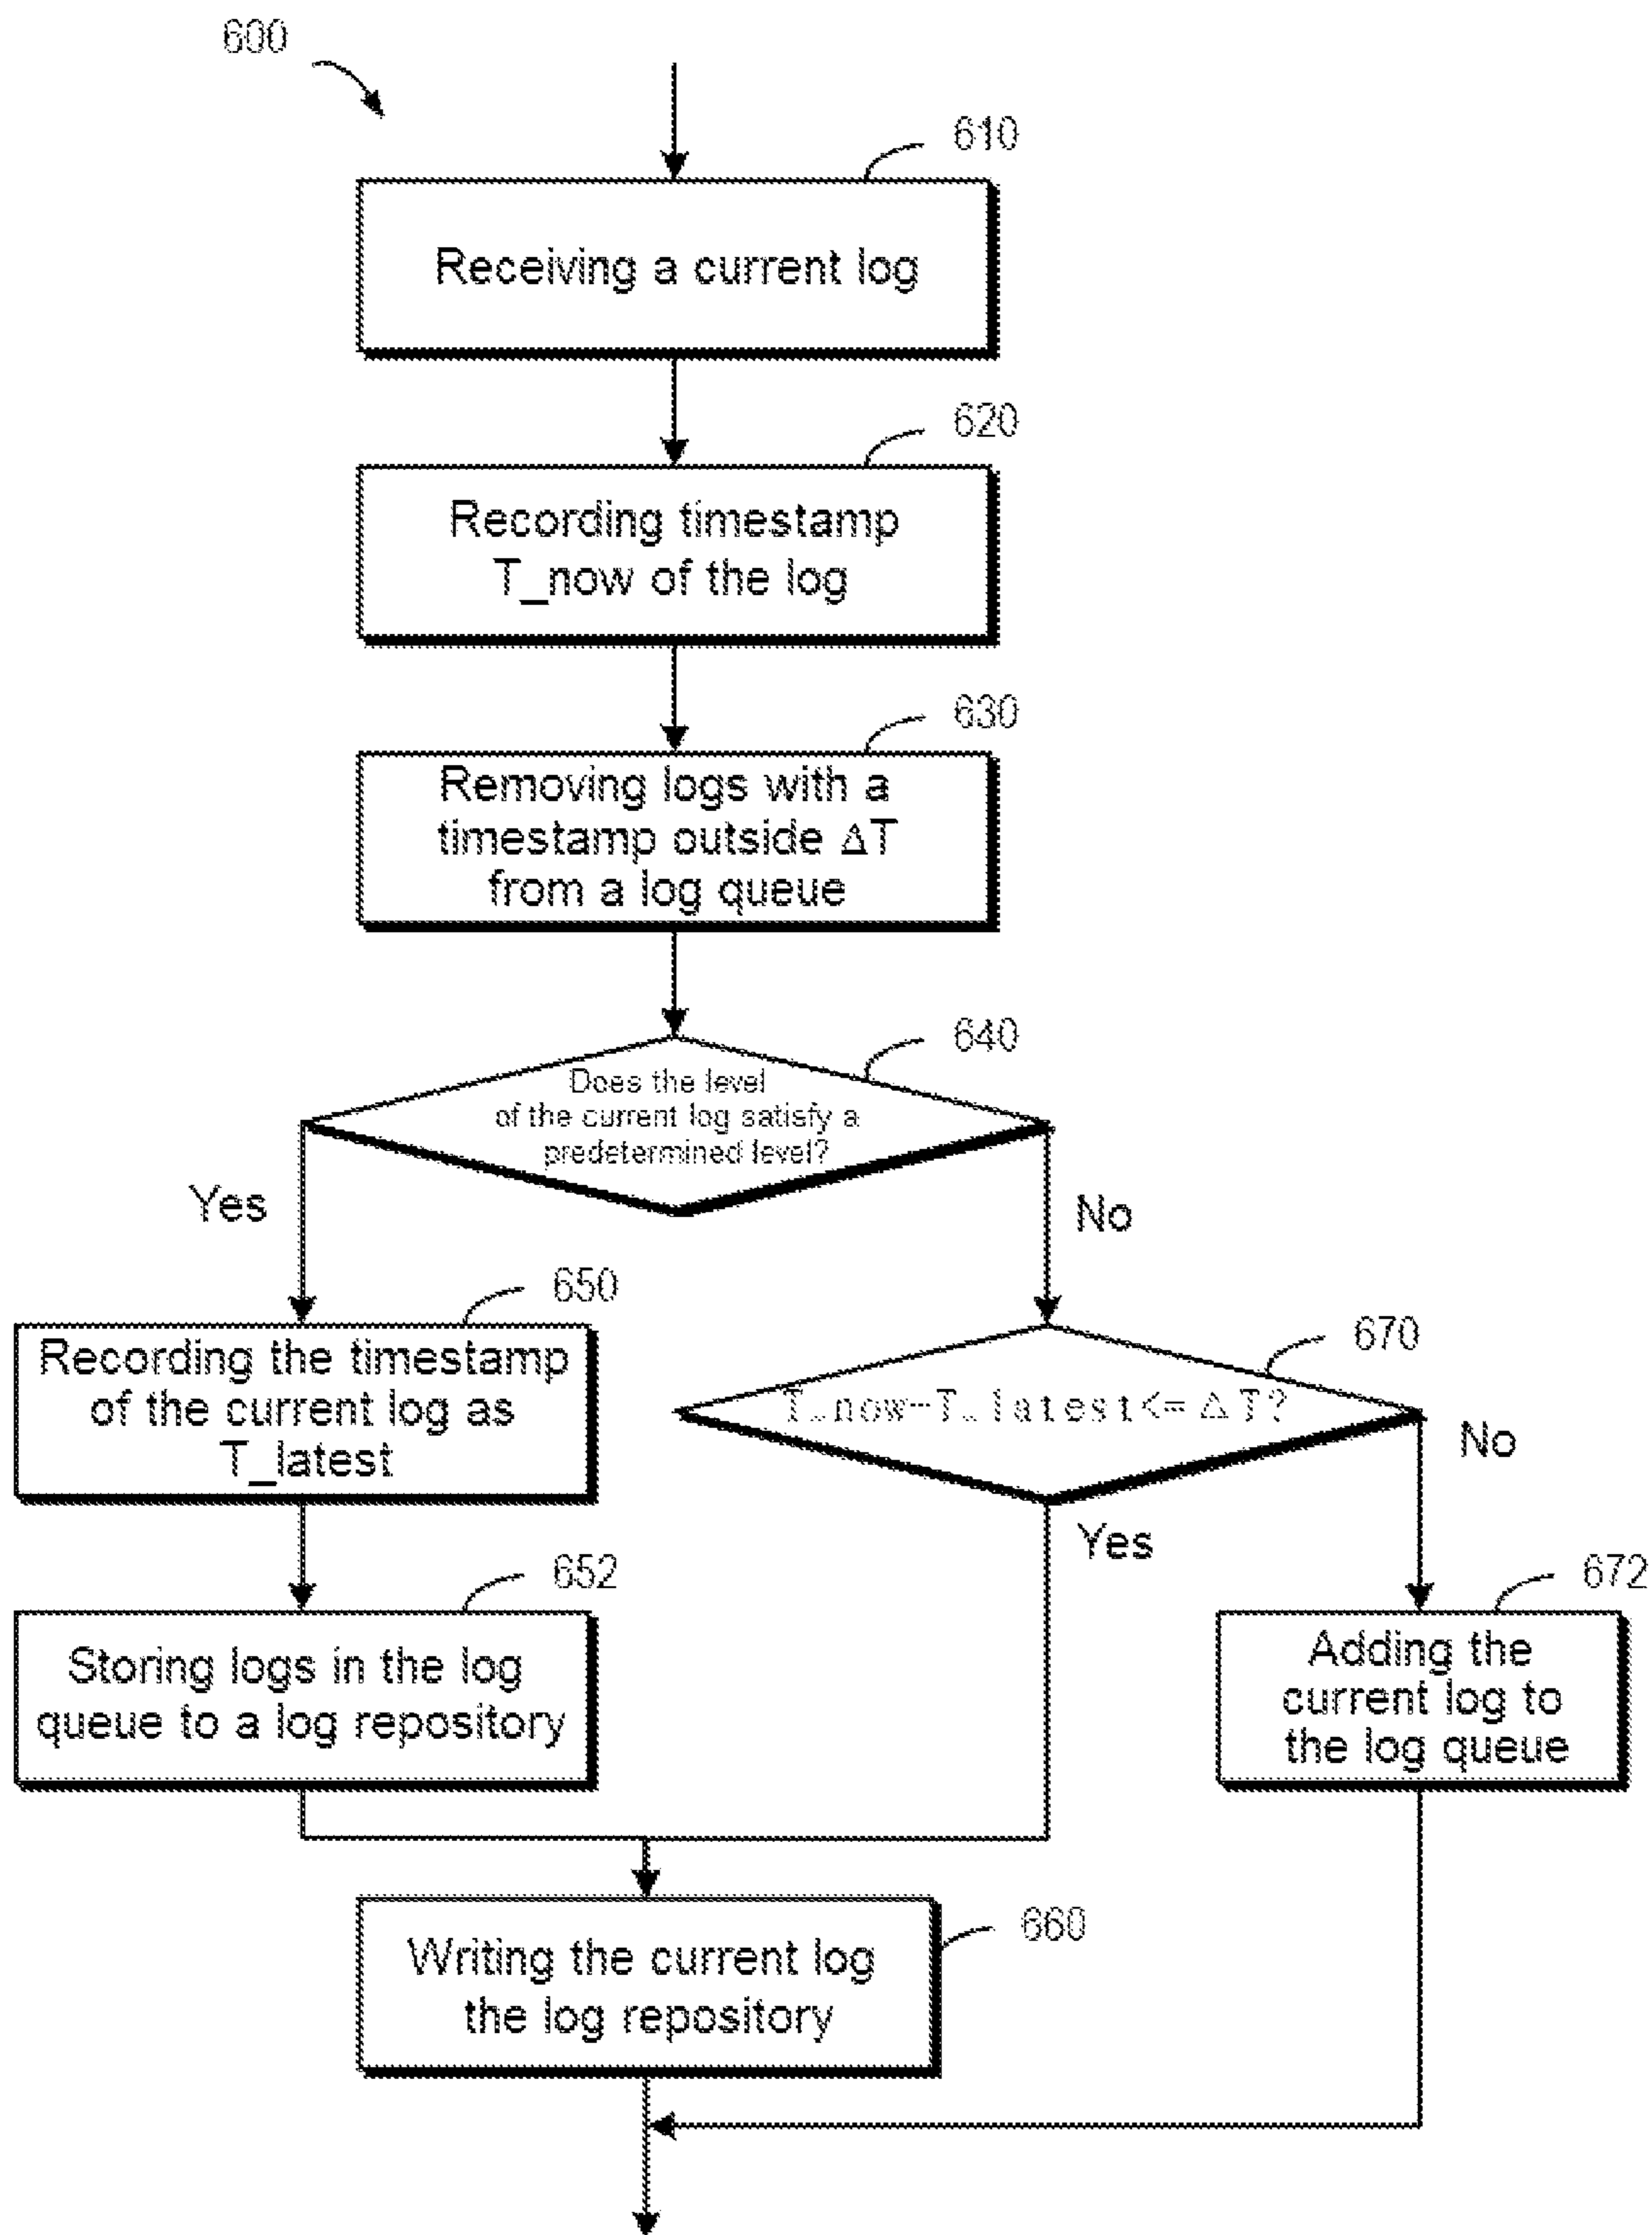 600
610
Receiving a current log
620
Recording timestamp
T_now of the log
630
Removing logs with a
timestamp outside ΔT
from a log queue
640
Does the level
of the current log satisfy a
predetermined level?
Yes
No
650
Recording the timestamp
of the current log as
T_latest
670
T_now-T_latest<=ΔT?
No
Yes
652
Storing logs in the log
queue to a log repository
672
Adding the
current log to
the log queue
660
Writing the current log
the log repository